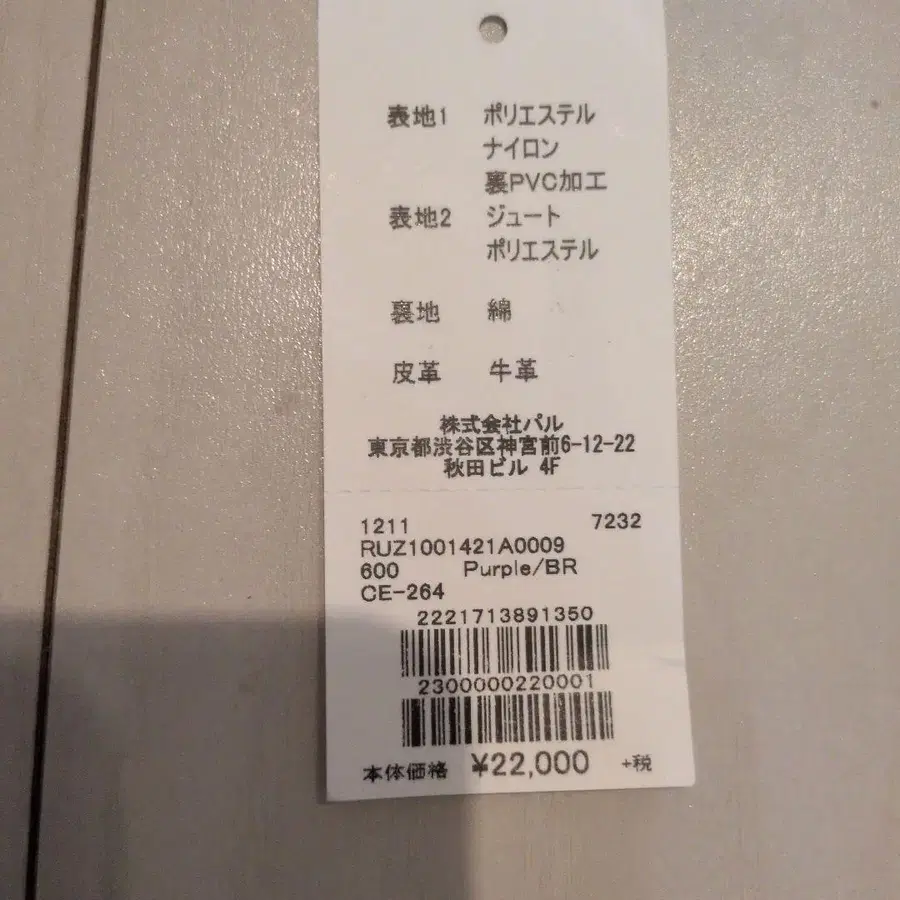 表地1 ポリエステル
ナイロン
裏PVC加工
表地2 ジュート
ポリエステル
裏地 綿
皮革 牛革
株式会社パル
東京都渋谷区神宮前6-12-22
秋田ビル 4F
1211 7232
RUZ1001421A0009
600 Purple/BR
CE-264
2221713891350
2300000220001
本体価格 ¥22,000 +税